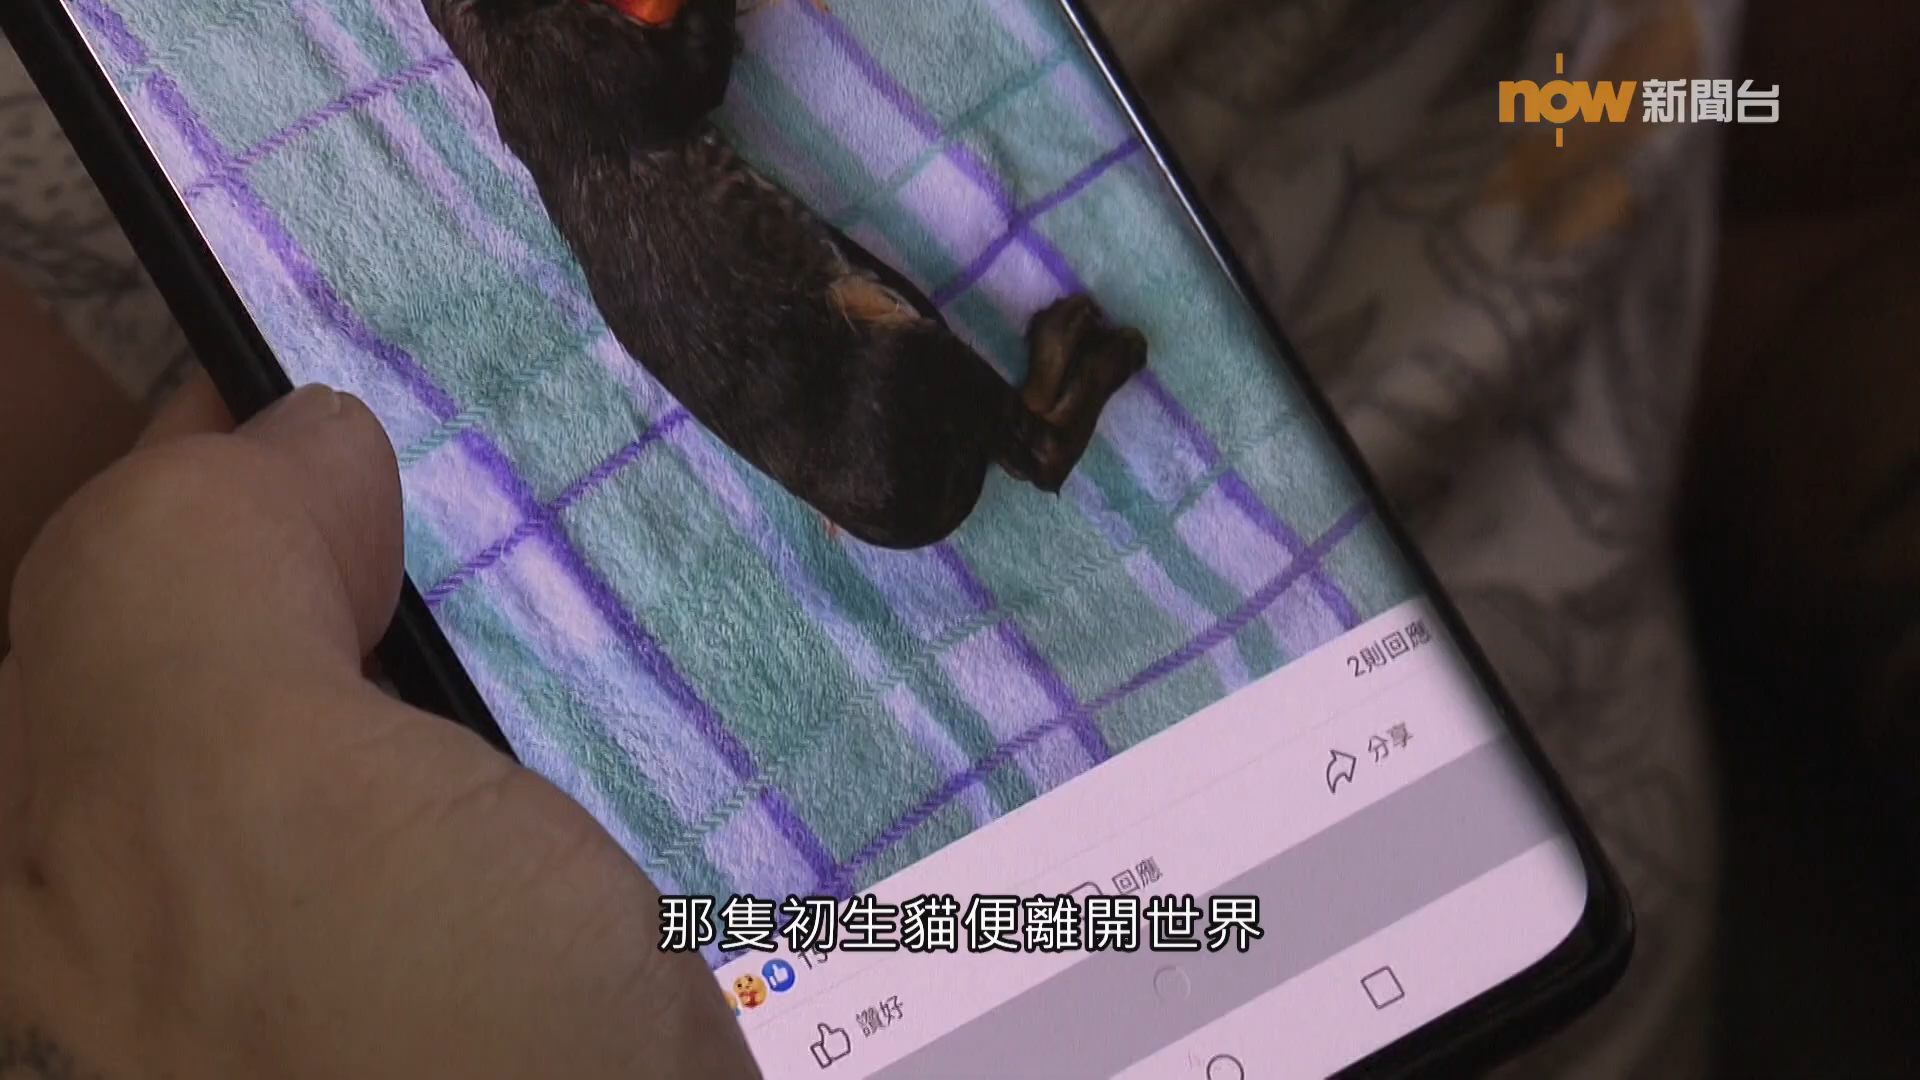 now新聞台
2則回應
分享
回應
那隻初生貓便離開世界
讚好